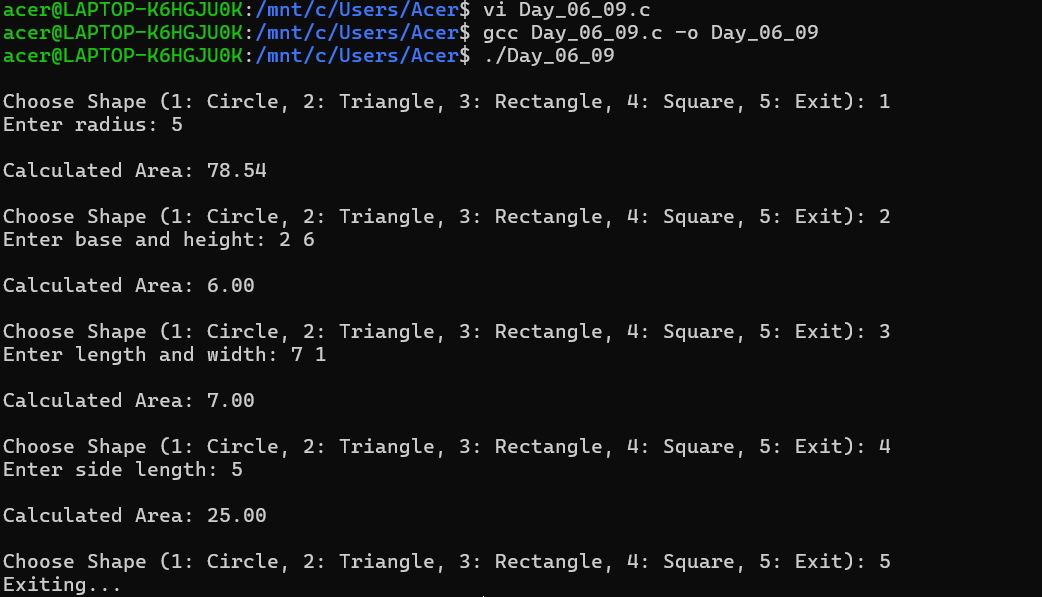 acer@LAPTOP-K6HGJU0K:/mnt/c/Users/Acer$ vi Day_06_09.c
acer@LAPTOP-K6HGJU0K:/mnt/c/Users/Acer$ gcc Day_06_09.c -o Day_06_09
acer@LAPTOP-K6HGJU0K:/mnt/c/Users/Acer$ ./Day_06_09
Choose Shape (1: Circle, 2: Triangle, 3: Rectangle, 4: Square, 5: Exit): 1
Enter radius: 5
Calculated Area: 78.54
Choose Shape (1: Circle, 2: Triangle, 3: Rectangle, 4: Square, 5: Exit): 2
Enter base and height: 2 6
Calculated Area: 6.00
Choose Shape (1: Circle, 2: Triangle, 3: Rectangle, 4: Square, 5: Exit): 3
Enter length and width: 7 1
Calculated Area: 7.00
Choose Shape (1: Circle, 2: Triangle, 3: Rectangle, 4: Square, 5: Exit): 4
Enter side length: 5
Calculated Area: 25.00
Choose Shape (1: Circle, 2: Triangle, 3: Rectangle, 4: Square, 5: Exit): 5
Exiting...